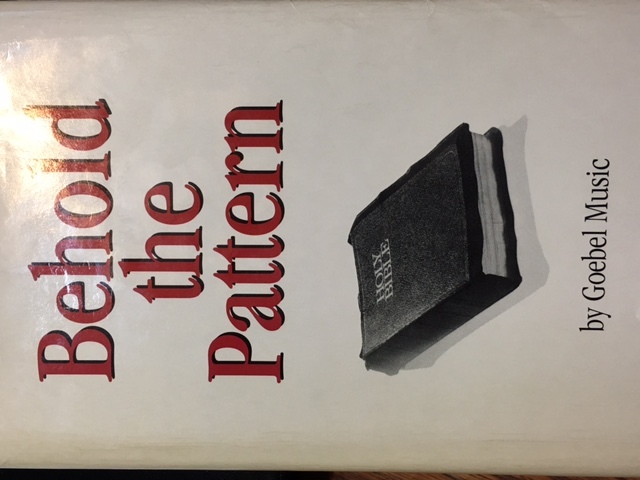 Behold
the
Pattern
HOLY
BIBLE
by Goebel Music